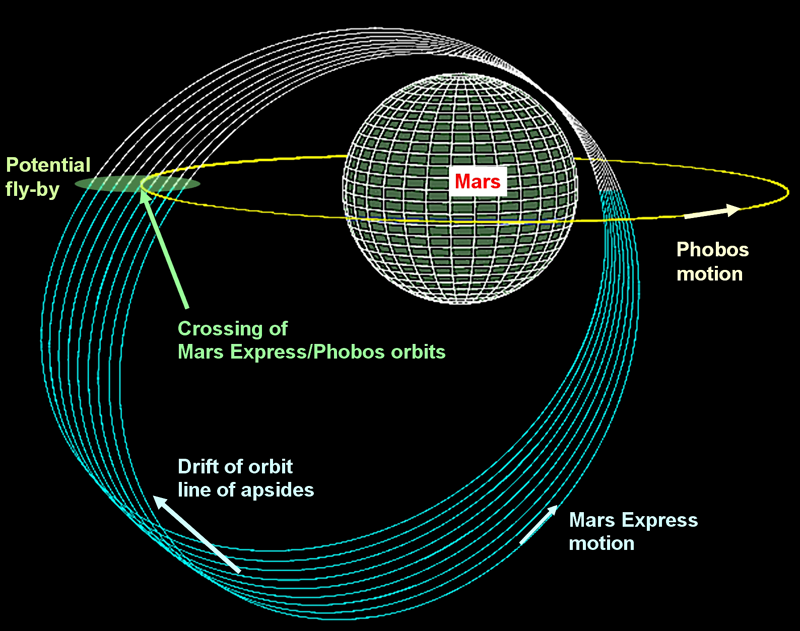 Potential
fly-by
Mars
Phobos
motion
Crossing of
Mars Express/Phobos orbits
Drift of orbit
line of apsides
Mars Express
motion